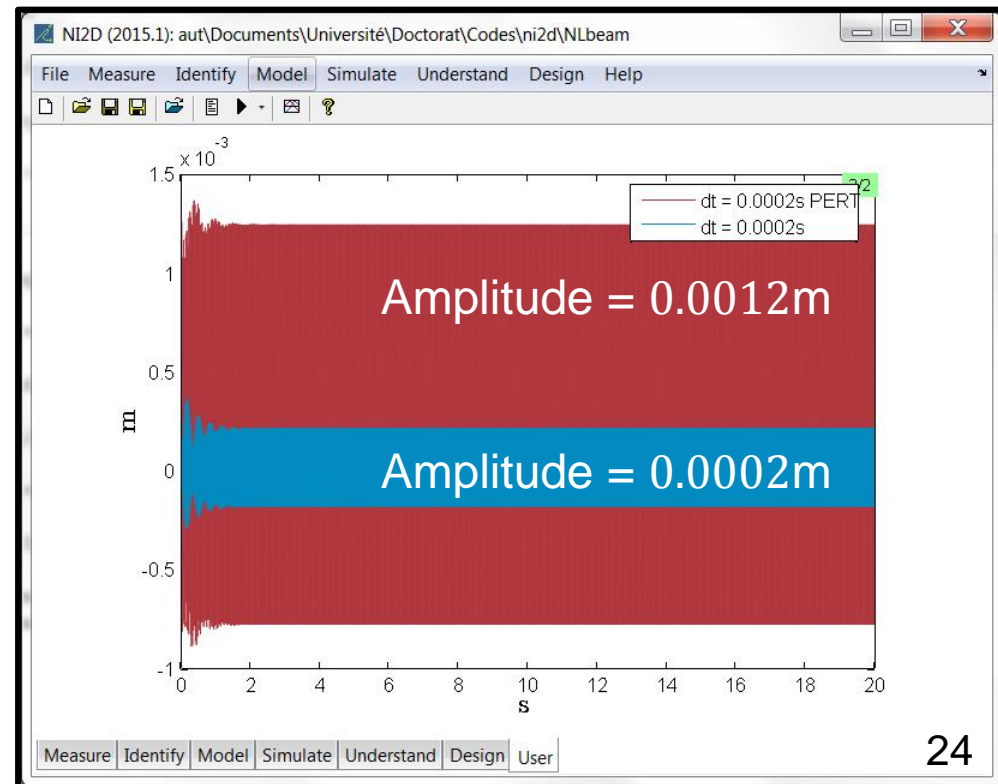 NI2D (2015.1): aut\Documents\Université\Doctorat\Codes\ni2d\NLbeam
File Measure Identify Model Simulate Understand Design Help
x 10^-3
1.5
1
0.5
0
-0.5
-1
m
dt = 0.0002s PERT
dt = 0.0002s
Amplitude = 0.0012m
Amplitude = 0.0002m
0 2 4 6 8 10 12 14 16 18 20
s
Measure Identify Model Simulate Understand Design User
24